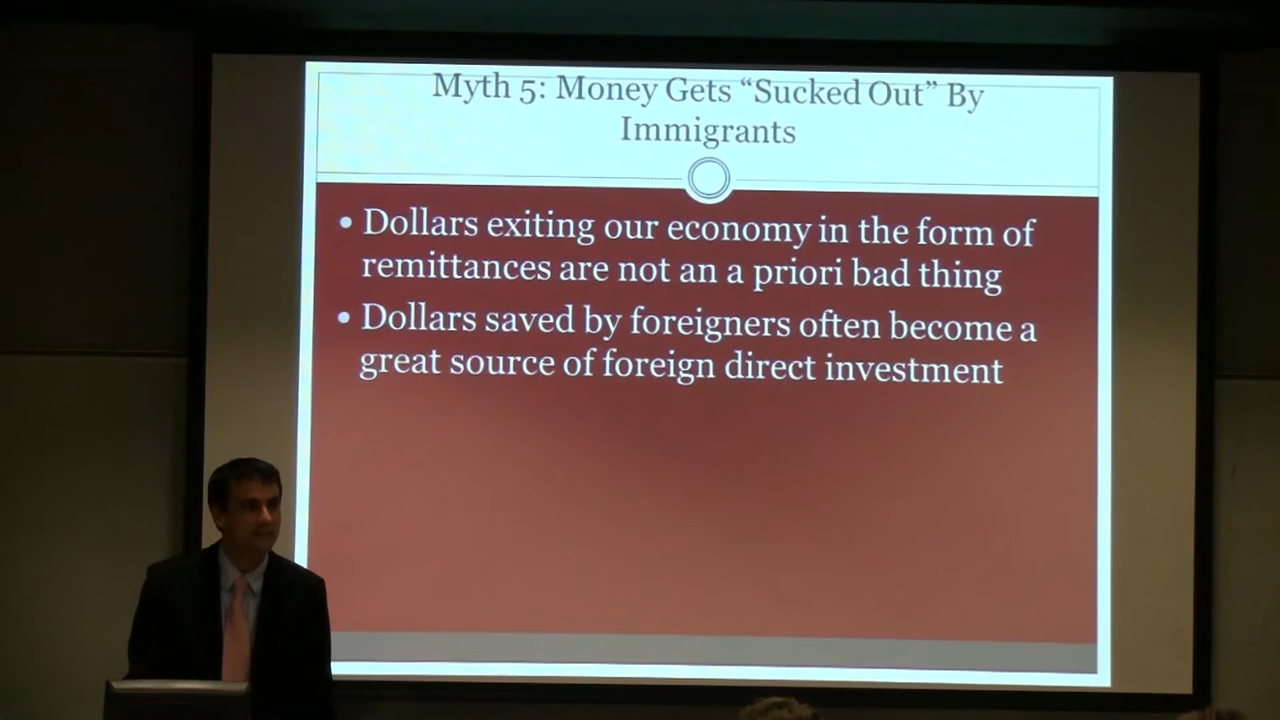 Myth 5: Money Gets “Sucked Out” By
Immigrants
• Dollars exiting our economy in the form of
remittances are not an a priori bad thing
• Dollars saved by foreigners often become a
great source of foreign direct investment